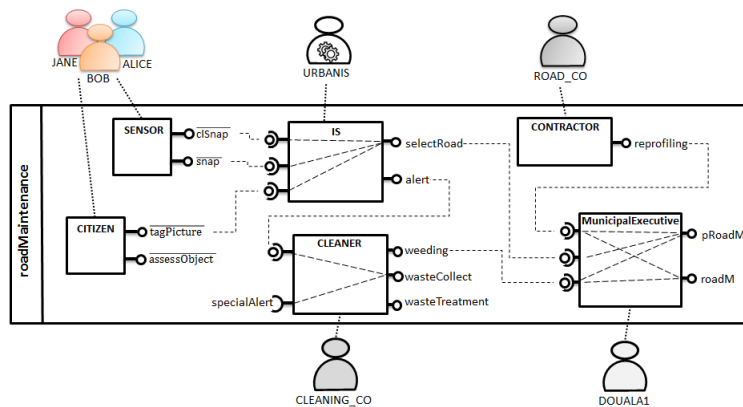 JANE
BOB
ALICE
URBANIS
ROAD_CO
roadMaintenance
SENSOR
clSnap
snap
IS
selectRoad
alert
CONTRACTOR
reprofiling
CITIZEN
tagPicture
assessObject
CLEANER
specialAlert
weeding
wasteCollect
wasteTreatment
MunicipalExecutive
pRoadM
roadM
CLEANING_CO
DOUALA1